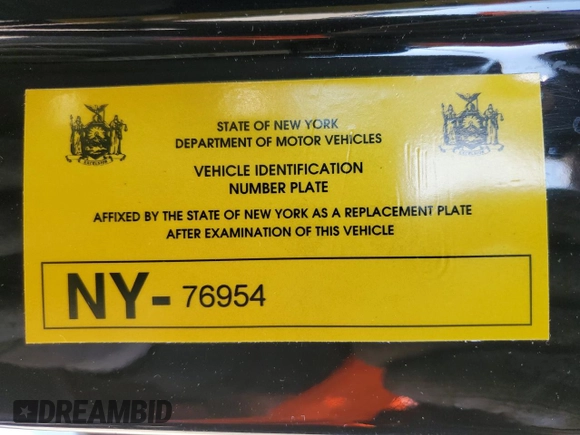 STATE OF NEW YORK
DEPARTMENT OF MOTOR VEHICLES
VEHICLE IDENTIFICATION
NUMBER PLATE
AFFIXED BY THE STATE OF NEW YORK AS A REPLACEMENT PLATE
AFTER EXAMINATION OF THIS VEHICLE
NY- 76954
DREAMBID